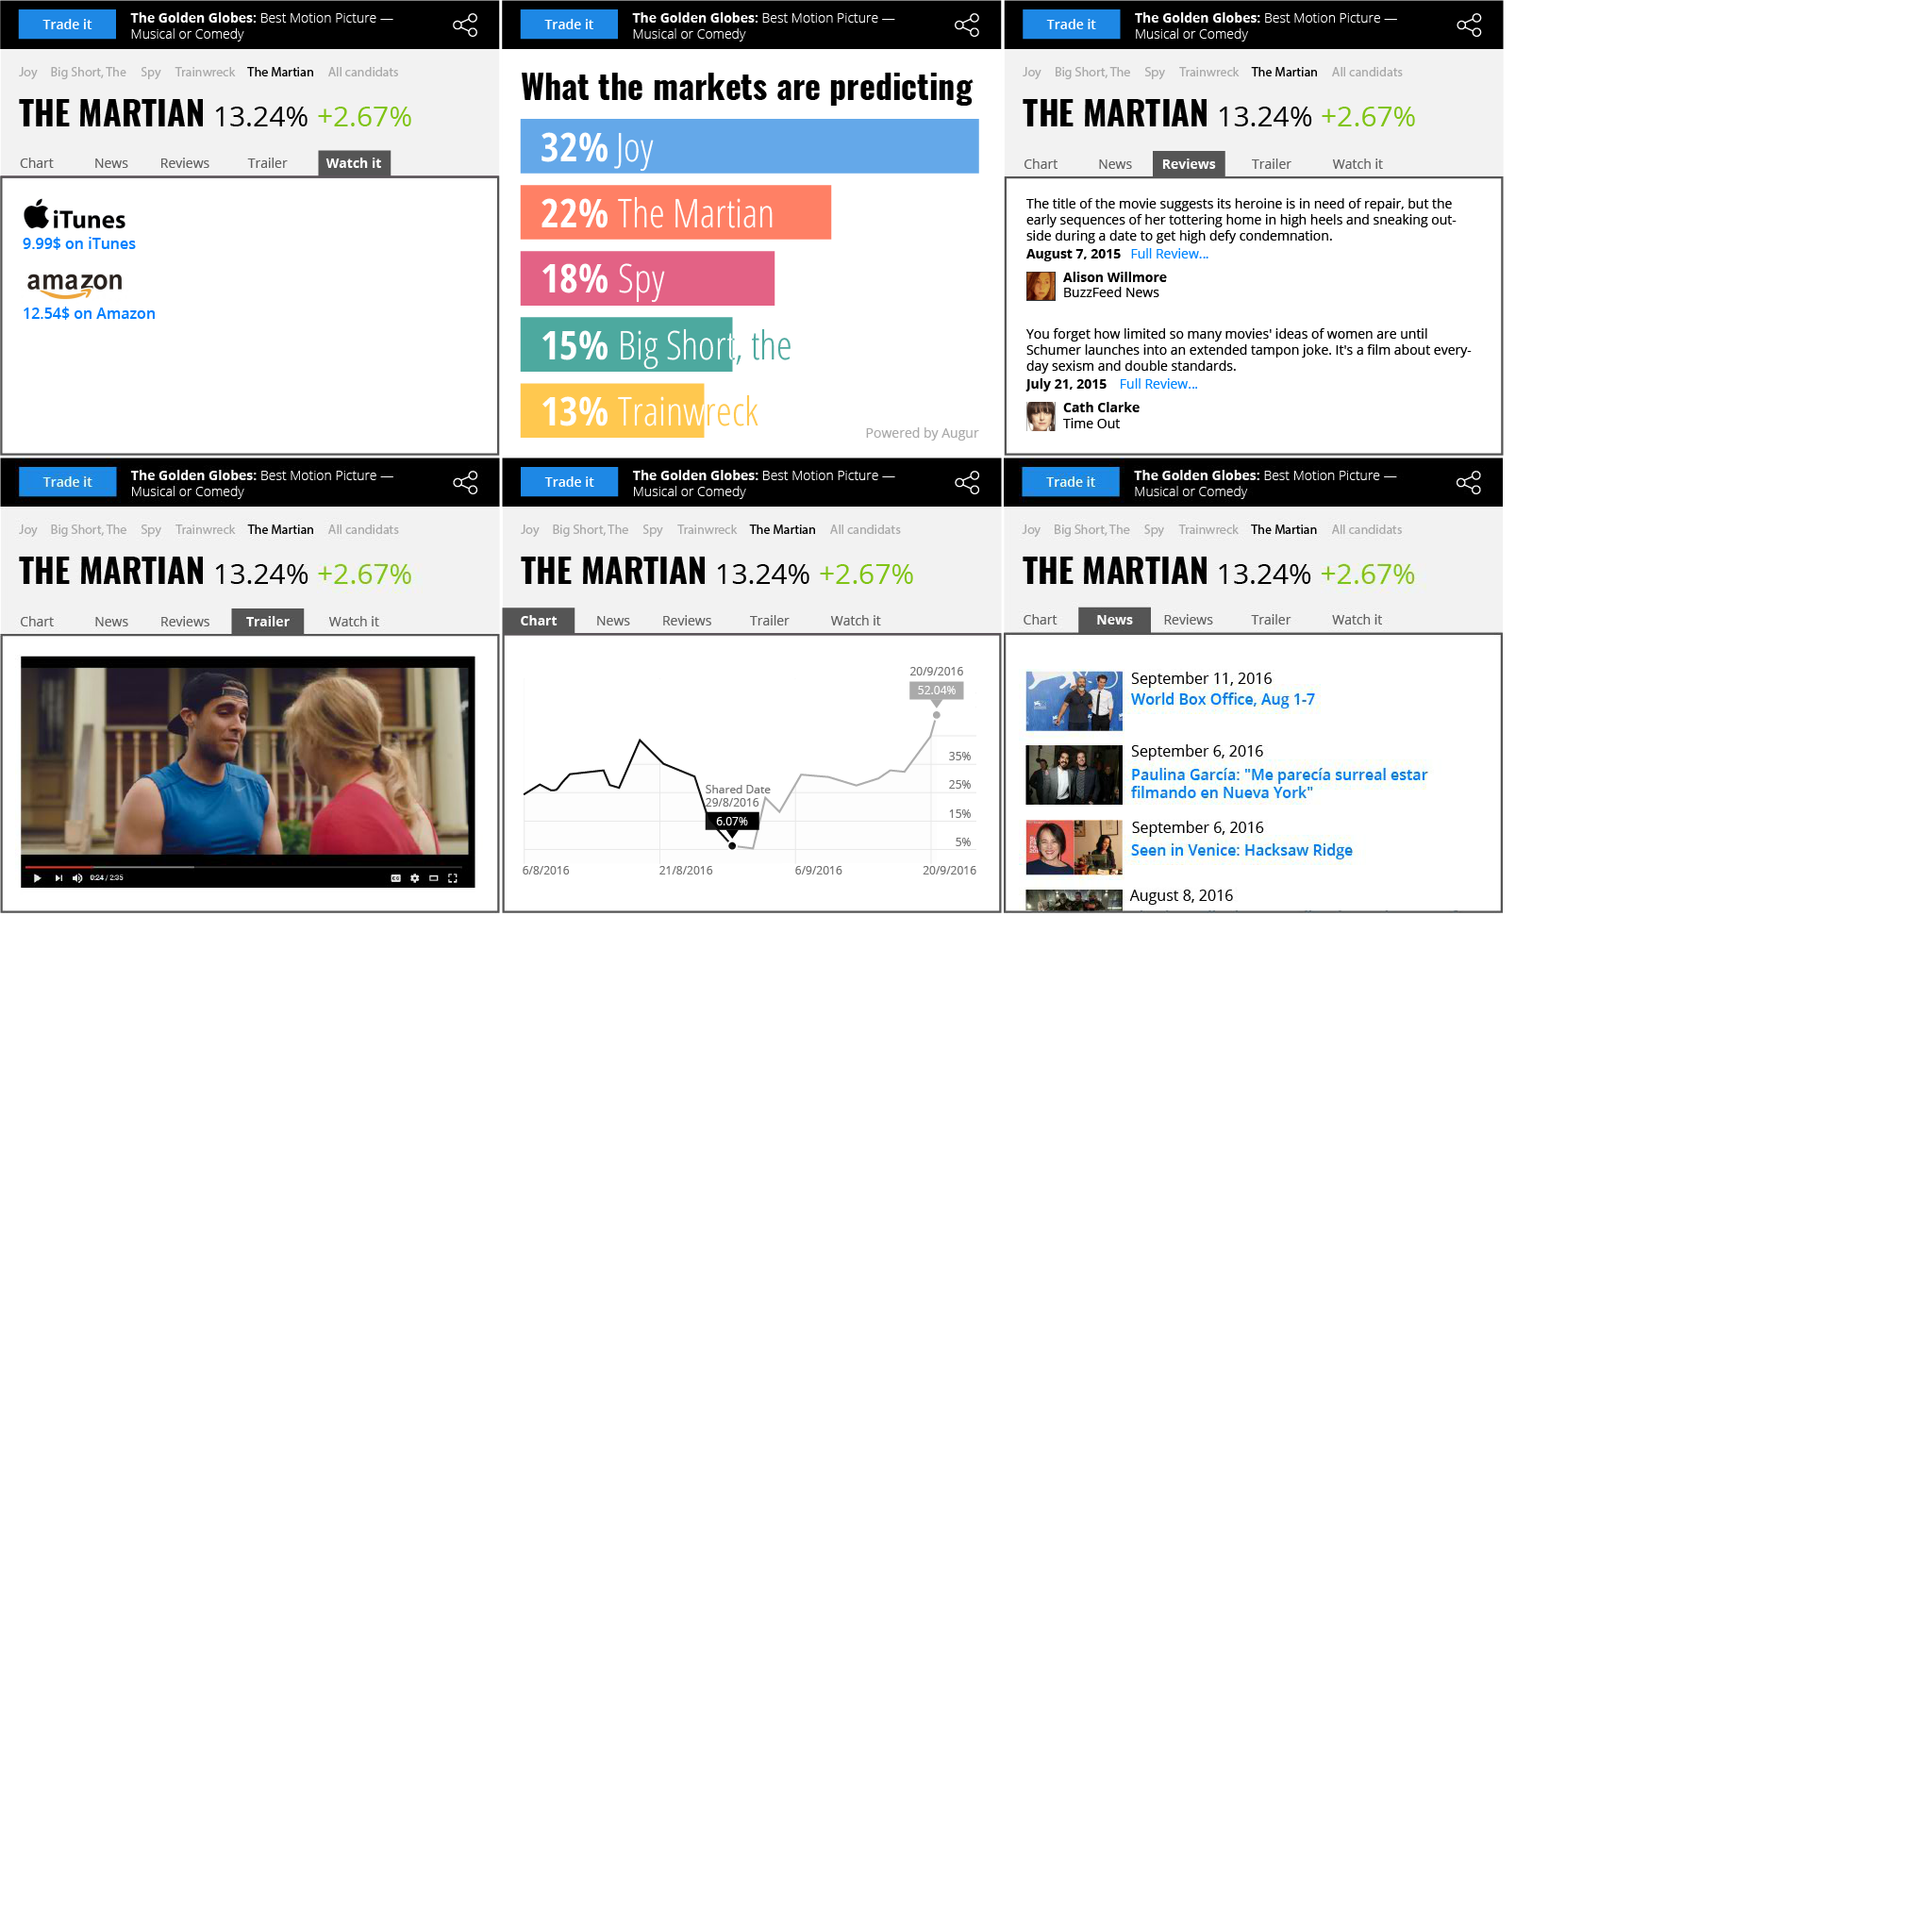 Trade it
The Golden Globes: Best Motion Picture —
Musical or Comedy
Joy Big Short, The Spy Trainwreck The Martian All candidats
THE MARTIAN 13.24% +2.67%
Chart News Reviews Trailer Watch it
iTunes
9.99$ on iTunes
amazon
12.54$ on Amazon
Trade it
The Golden Globes: Best Motion Picture —
Musical or Comedy
What the markets are predicting
32% Joy
22% The Martian
18% Spy
15% Big Short, the
13% Trainwreck
Powered by Augur
Trade it
The Golden Globes: Best Motion Picture —
Musical or Comedy
Joy Big Short, The Spy Trainwreck The Martian All candidats
THE MARTIAN 13.24% +2.67%
Chart News Reviews Trailer Watch it
The title of the movie suggests its heroine is in need of repair, but the
early sequences of her tottering home in high heels and sneaking out-
side during a date to get high defy condemnation.
August 7, 2015 Full Review...
Alison Willmore
BuzzFeed News
You forget how limited so many movies' ideas of women are until
Schumer launches into an extended tampon joke. It's a film about every-
day sexism and double standards.
July 21, 2015 Full Review...
Cath Clarke
Time Out
Trade it
The Golden Globes: Best Motion Picture —
Musical or Comedy
Joy Big Short, The Spy Trainwreck The Martian All candidats
THE MARTIAN 13.24% +2.67%
Chart News Reviews Trailer Watch it
0:24 / 2:35
Trade it
The Golden Globes: Best Motion Picture —
Musical or Comedy
Joy Big Short, The Spy Trainwreck The Martian All candidats
THE MARTIAN 13.24% +2.67%
Chart News Reviews Trailer Watch it
20/9/2016
52.04%
35%
25%
Shared Date
29/8/2016
15%
6.07%
5%
6/8/2016 21/8/2016 6/9/2016 20/9/2016
Trade it
The Golden Globes: Best Motion Picture —
Musical or Comedy
Joy Big Short, The Spy Trainwreck The Martian All candidats
THE MARTIAN 13.24% +2.67%
Chart News Reviews Trailer Watch it
September 11, 2016
World Box Office, Aug 1-7
September 6, 2016
Paulina García: "Me parecía surreal estar
filmando en Nueva York"
September 6, 2016
Seen in Venice: Hacksaw Ridge
August 8, 2016